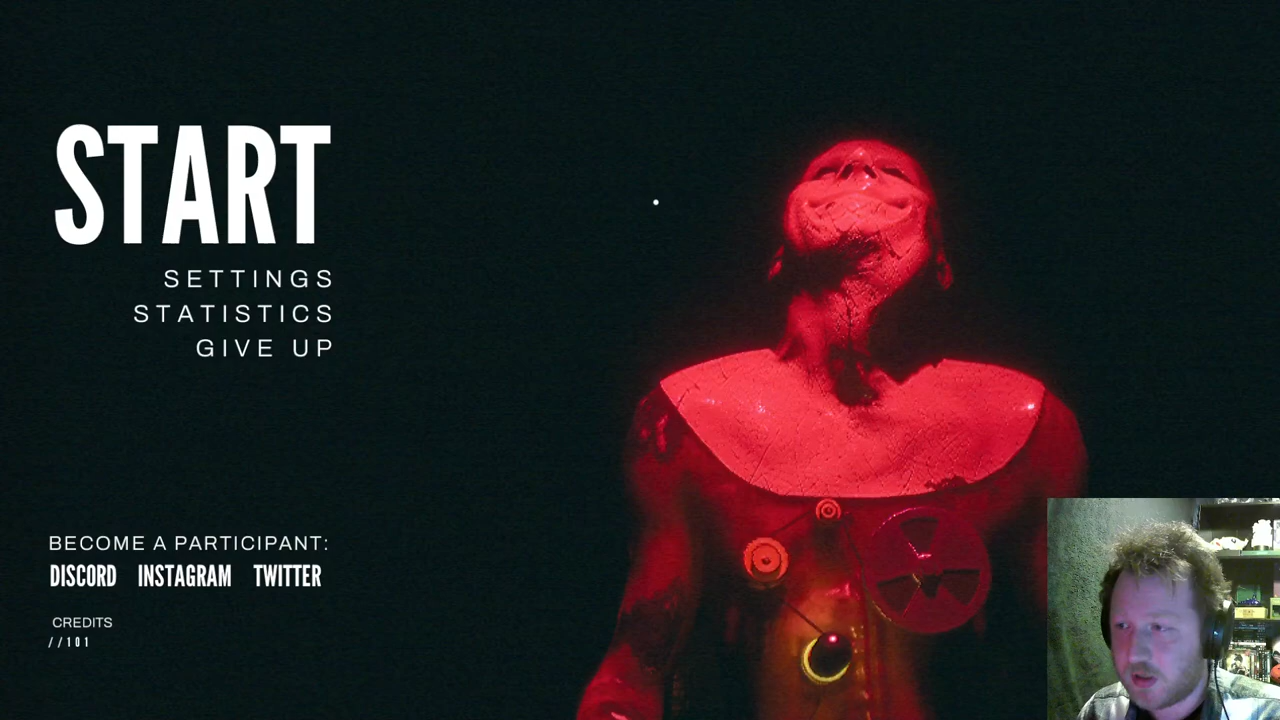 START
SETTINGS
STATISTICS
GIVE UP
BECOME A PARTICIPANT:
DISCORD INSTAGRAM TWITTER
CREDITS
//101